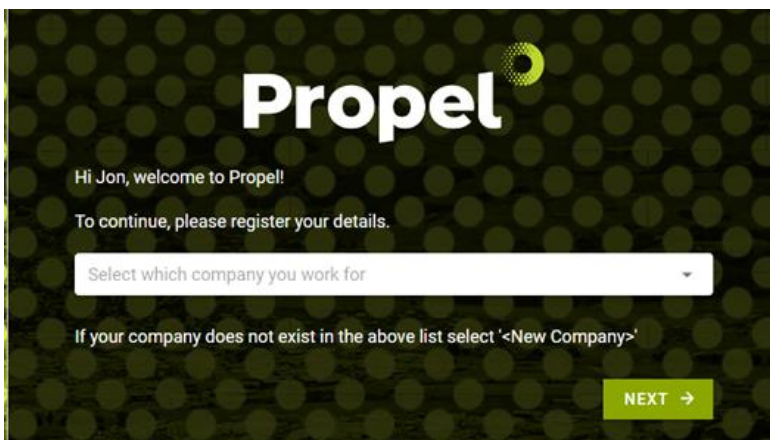 Propel
Hi Jon, welcome to Propel!
To continue, please register your details.
Select which company you work for
If your company does not exist in the above list select '<New Company>'
NEXT →